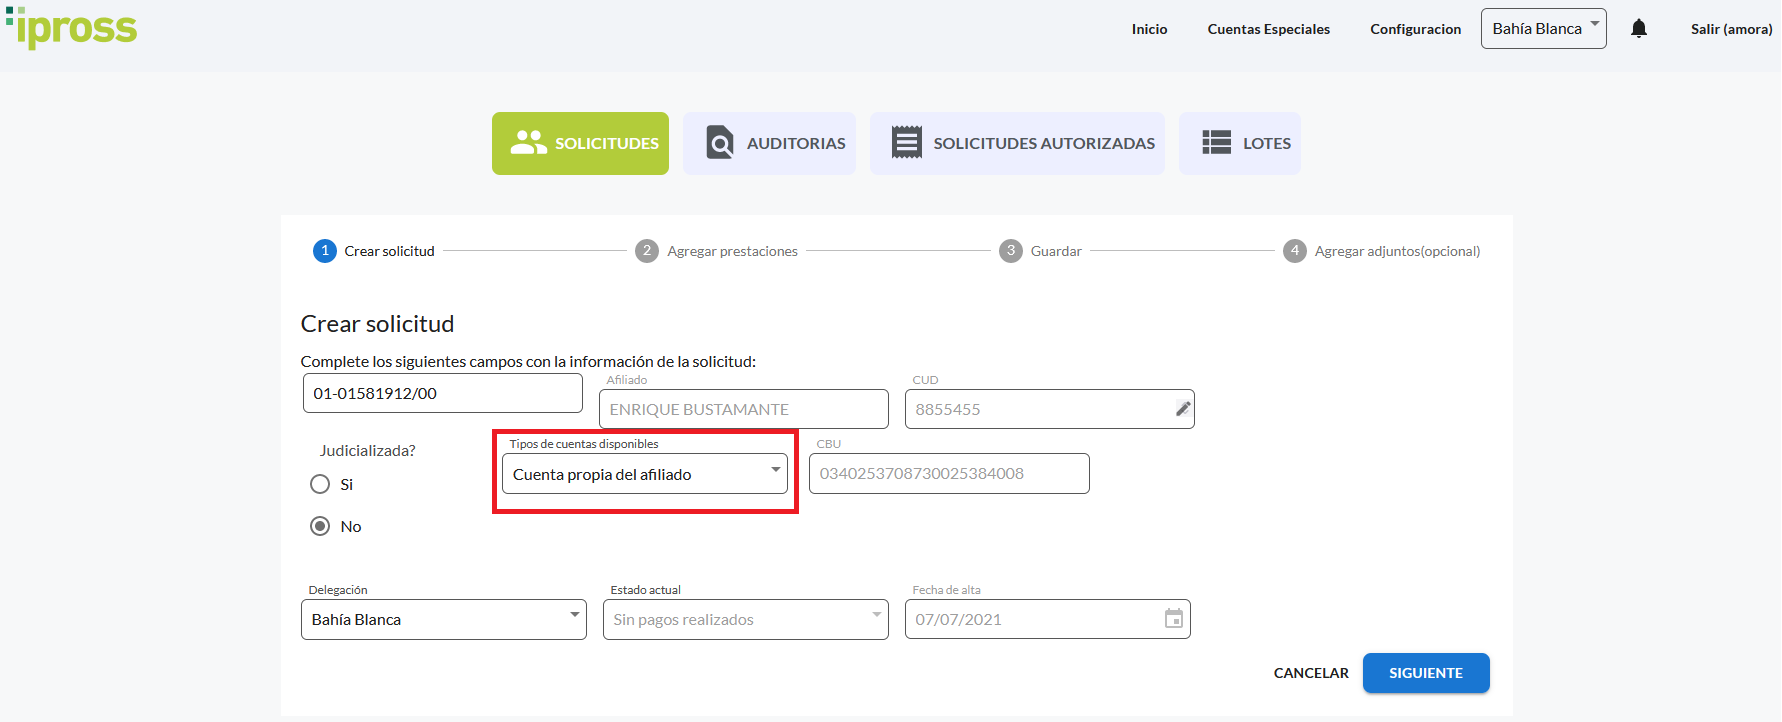 ipross
Inicio Cuentas Especiales Configuracion Bahía Blanca Salir (amora)
SOLICITUDES AUDITORIAS SOLICITUDES AUTORIZADAS LOTES
1 Crear solicitud 2 Agregar prestaciones 3 Guardar 4 Agregar adjuntos(opcional)
Crear solicitud
Complete los siguientes campos con la información de la solicitud:
Afiliado CUD
01-01581912/00 ENRIQUE BUSTAMANTE 8855455
Judicializada? Tipos de cuentas disponibles CBU
Cuenta propia del afiliado 0340253708730025384008
Si
No
Delegación Estado actual Fecha de alta
Bahía Blanca Sin pagos realizados 07/07/2021
CANCELAR SIGUIENTE